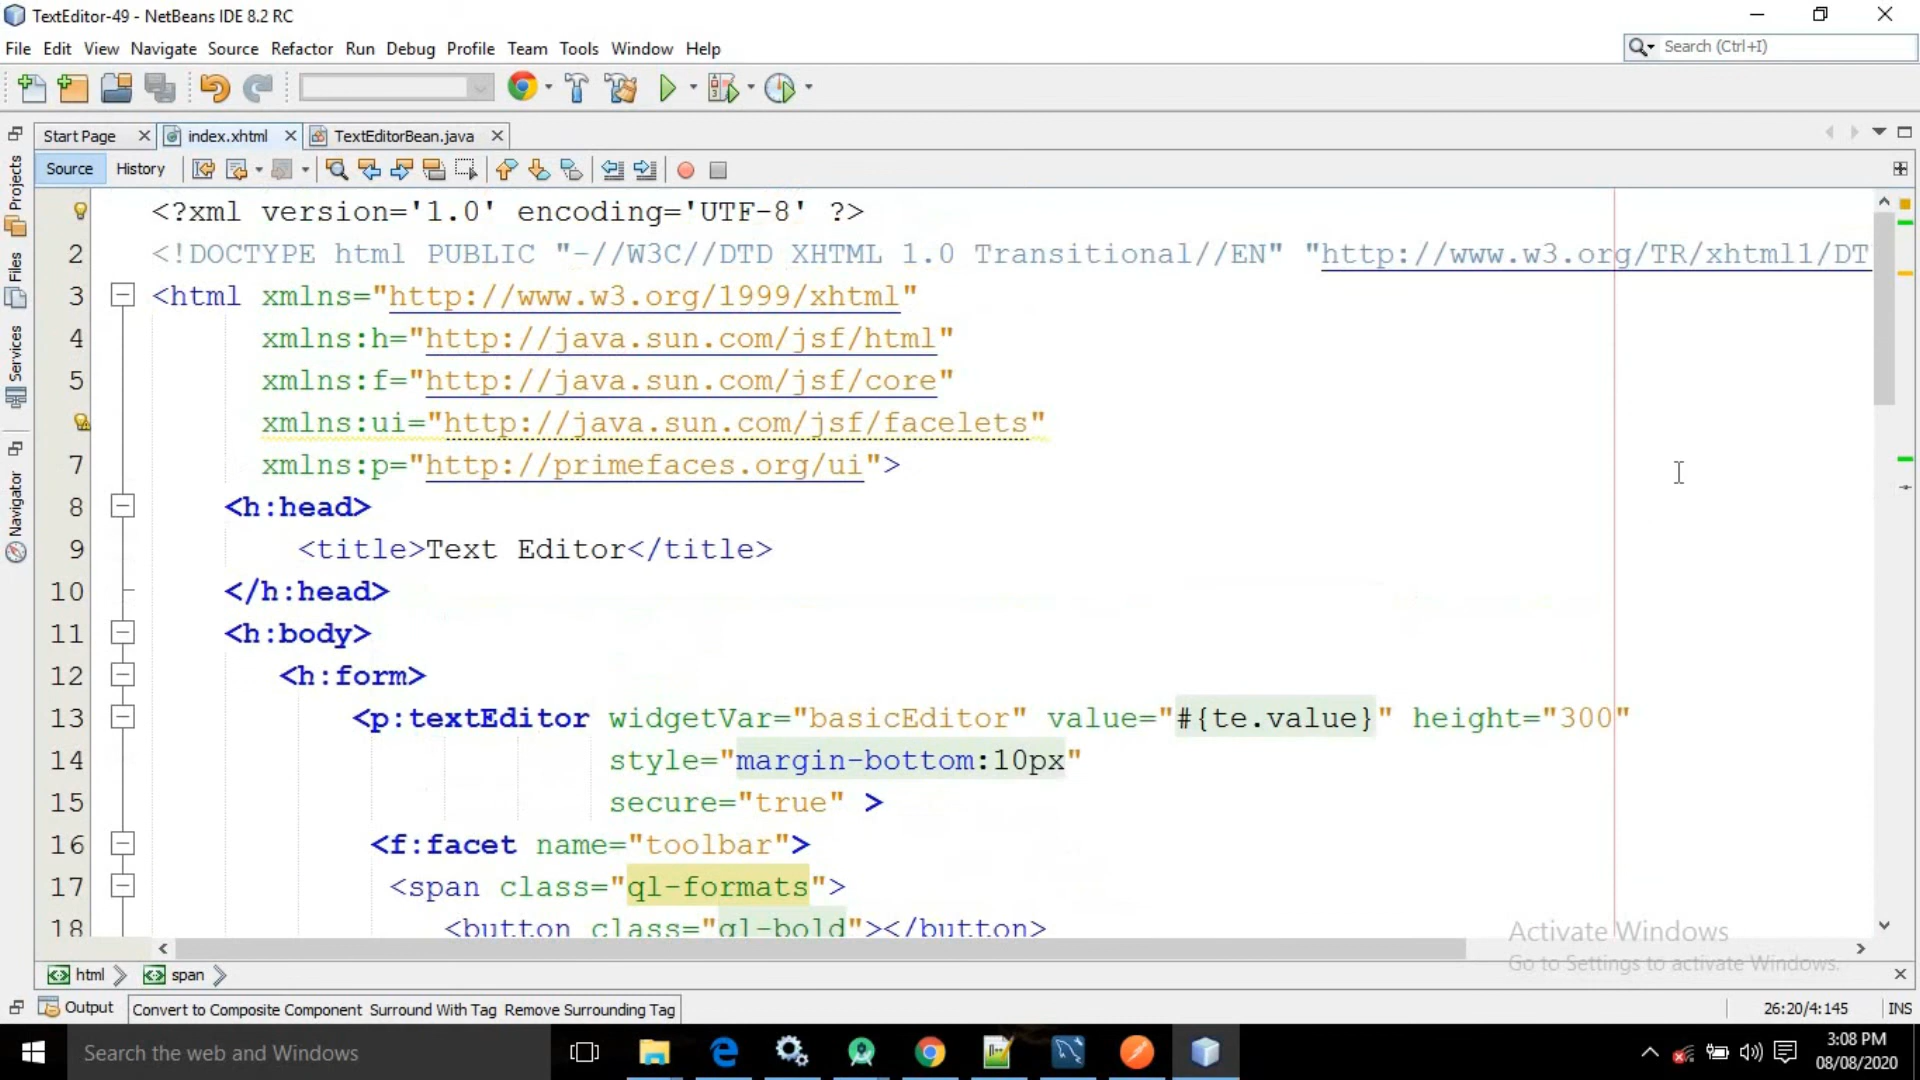 TextEditor-49 - NetBeans IDE 8.2 RC
File Edit View Navigate Source Refactor Run Debug Profile Team Tools Window Help
Search (Ctrl+I)
Start Page index.xhtml TextEditorBean.java
Source History
Projects
Files
Services
Navigator
<?xml version='1.0' encoding='UTF-8' ?>
2 <!DOCTYPE html PUBLIC "-//W3C//DTD XHTML 1.0 Transitional//EN" "http://www.w3.org/TR/xhtml1/DT
3 <html xmlns="http://www.w3.org/1999/xhtml"
4 xmlns:h="http://java.sun.com/jsf/html"
5 xmlns:f="http://java.sun.com/jsf/core"
xmlns:ui="http://java.sun.com/jsf/facelets"
7 xmlns:p="http://primefaces.org/ui">
8 <h:head>
9 <title>Text Editor</title>
10 </h:head>
11 <h:body>
12 <h:form>
13 <p:textEditor widgetVar="basicEditor" value="#{te.value}" height="300"
14 style="margin-bottom:10px"
15 secure="true" >
16 <f:facet name="toolbar">
17 <span class="ql-formats">
18 <button class="ql-bold"></button>
Activate Windows
Go to Settings to activate Windows.
html span
Output Convert to Composite Component Surround With Tag Remove Surrounding Tag 26:20/4:145 INS
Search the web and Windows
3:08 PM
08/08/2020